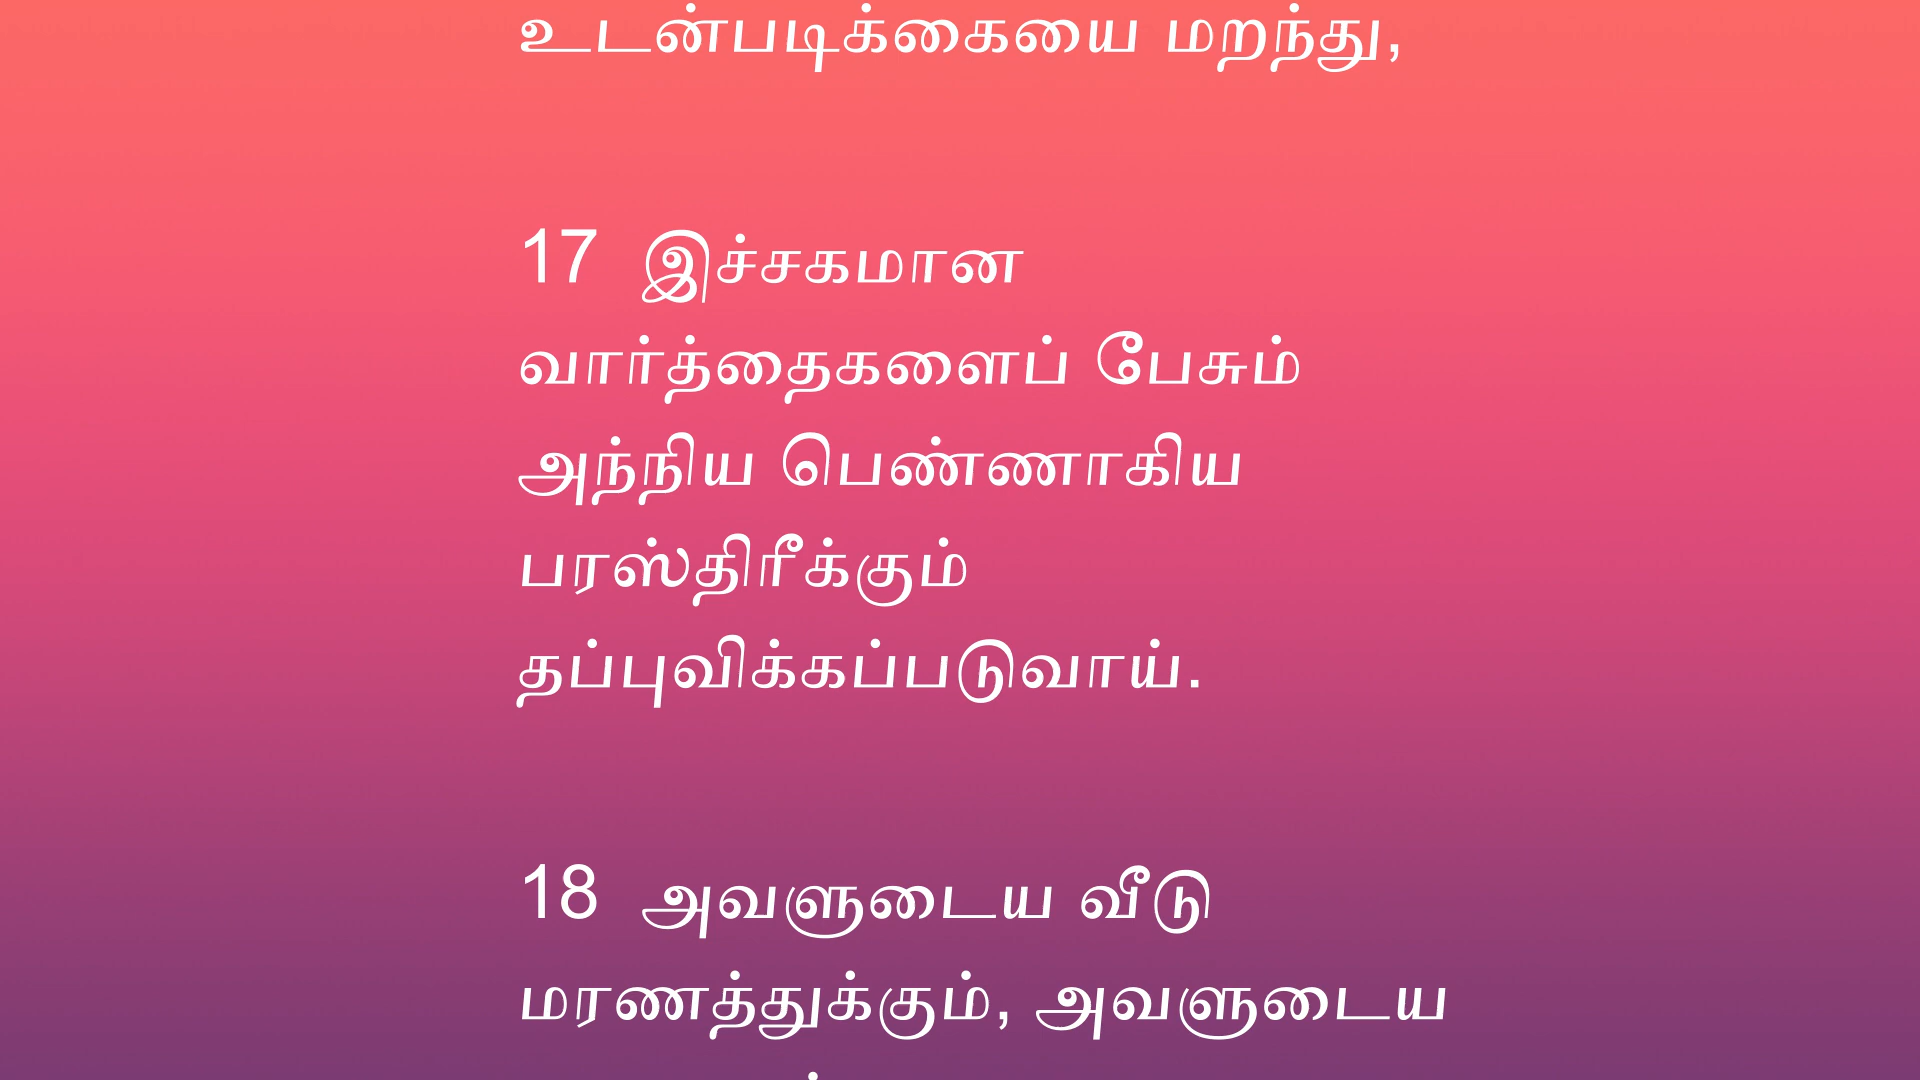 உடன்படிக்கையை மறந்து,
17 இச்சகமான
வார்த்தைகளைப் பேசும்
அந்நிய பெண்ணாகிய
பரஸ்திரீக்கும்
தப்புவிக்கப்படுவாய்.
18 அவளுடைய வீடு
மரணத்துக்கும், அவளுடைய